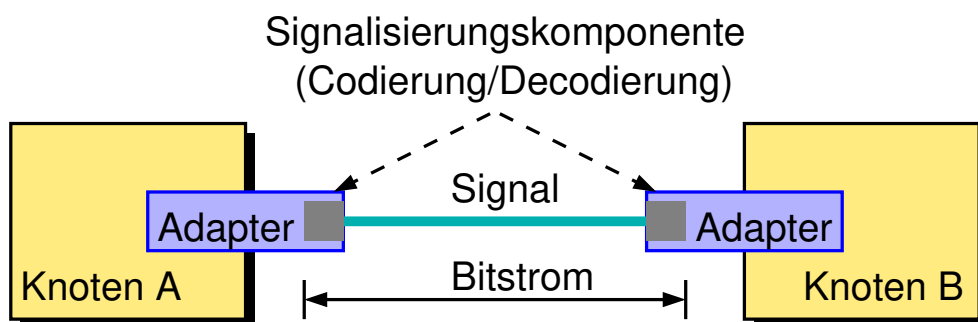 Signalisierungskomponente
(Codierung/Decodierung)
Signal
Adapter
Adapter
Bitstrom
Knoten A
Knoten B